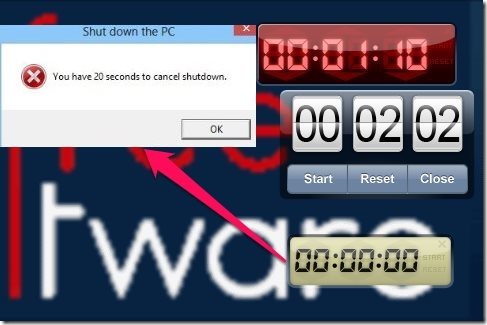 Shut down the PC
You have 20 seconds to cancel shutdown.
OK
00:01:10
START
RESET
00 02 02
Start Reset Close
00:00:00
START
RESET
tware